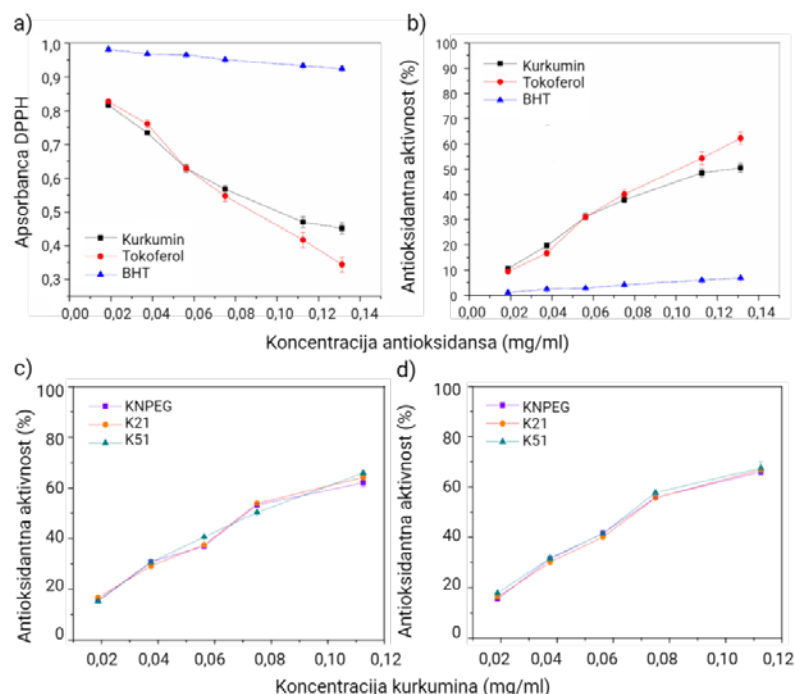 a)
1,0
0,9
0,8
0,7
0,6
0,5
0,4
0,3
Apsorbanca DPPH
Kurkumin
Tokoferol
BHT
0,00 0,02 0,04 0,06 0,08 0,10 0,12 0,14
b)
100
90
80
70
60
50
40
30
20
10
0
Antioksidantna aktivnost (%)
Kurkumin
Tokoferol
BHT
0,00 0,02 0,04 0,06 0,08 0,10 0,12 0,14
Koncentracija antioksidansa (mg/ml)
c)
100
80
60
40
20
0
Antioksidantna aktivnost (%)
KNPEG
K21
K51
0,02 0,04 0,06 0,08 0,10 0,12
d)
100
80
60
40
20
0
Antioksidantna aktivnost (%)
KNPEG
K21
K51
0,02 0,04 0,06 0,08 0,10 0,12
Koncentracija kurkumina (mg/ml)